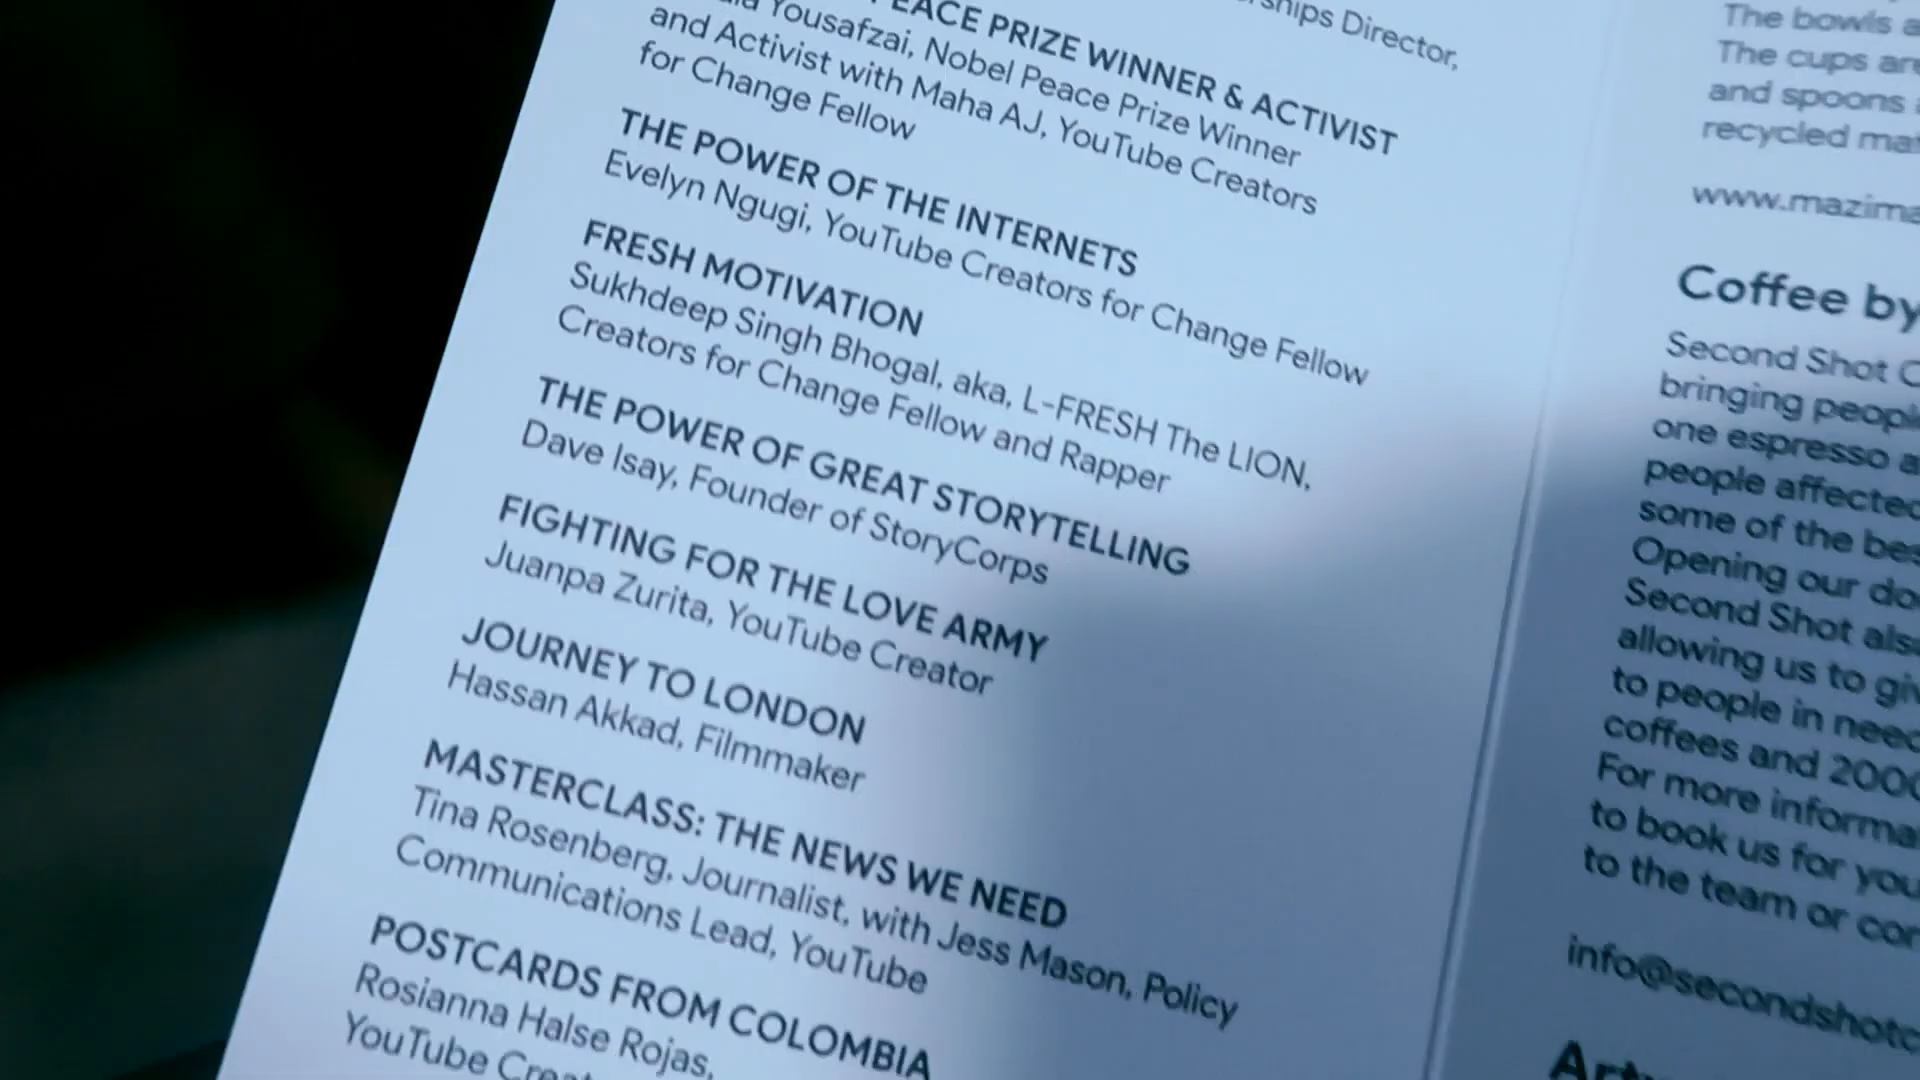 Director,
PEACE PRIZE WINNER & ACTIVIST
Yousafzai, Nobel Peace Prize Winner
and Activist with Maha AJ, YouTube Creators
for Change Fellow
THE POWER OF THE INTERNETS
Evelyn Ngugi, YouTube Creators for Change Fellow
FRESH MOTIVATION
Sukhdeep Singh Bhogal, aka, L-FRESH The LION,
Creators for Change Fellow and Rapper
THE POWER OF GREAT STORYTELLING
Dave Isay, Founder of StoryCorps
FIGHTING FOR THE LOVE ARMY
Juanpa Zurita, YouTube Creator
JOURNEY TO LONDON
Hassan Akkad, Filmmaker
MASTERCLASS: THE NEWS WE NEED
Tina Rosenberg, Journalist, with Jess Mason, Policy
Communications Lead, YouTube
POSTCARDS FROM COLOMBIA
Rosianna Halse Rojas,
YouTube
The bowls
The cups are
and spoons
recycled
Coffee by
Second Shot
bringing
one espresso
people affected
some of the
Opening our
Second Shot
allowing us to
to people in need
coffees and
For more
to book us for
to the team or